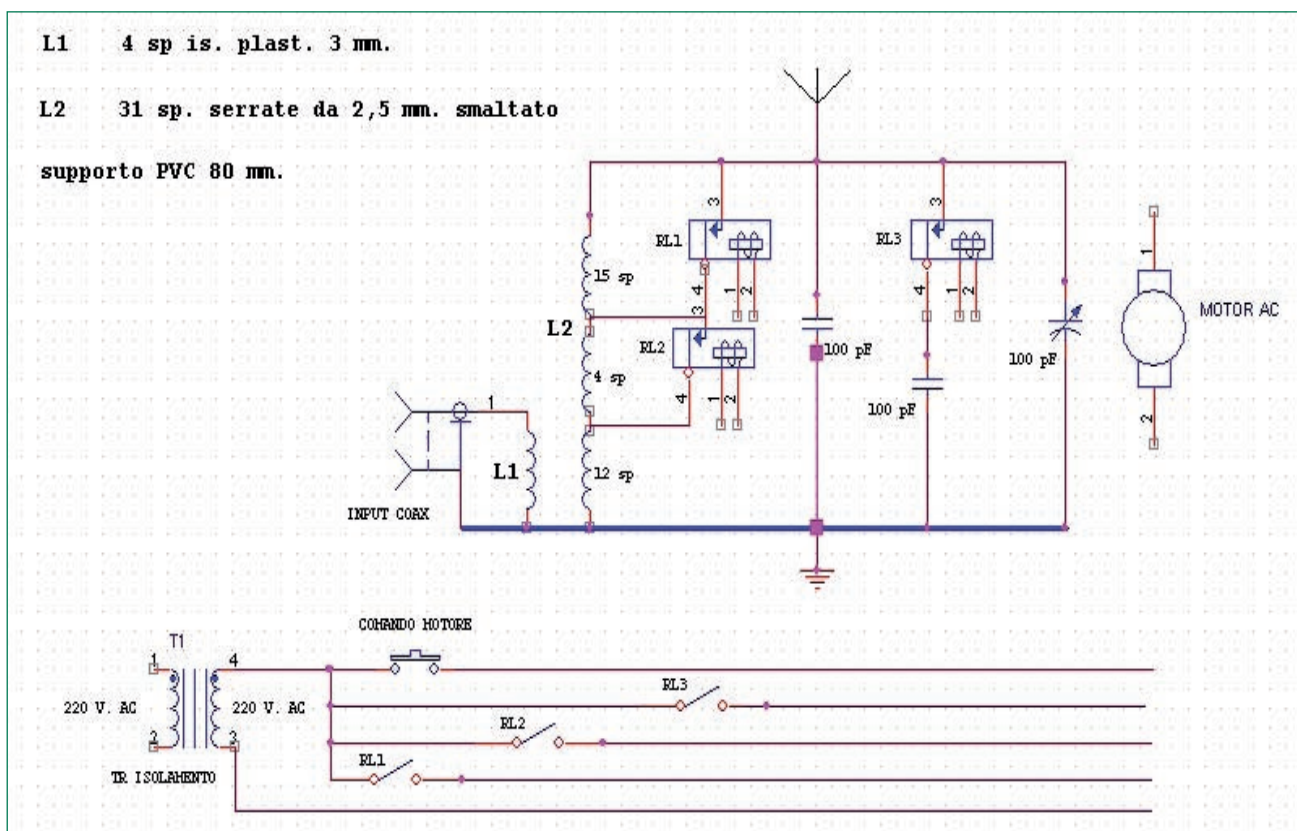 L1 4 sp is. plast. 3 mm.
L2 31 sp. serrate da 2,5 mm. smaltato
supporto PVC 80 mm.
3
RL1
4
1
2
15 sp
L2
3
RL2
4
1
2
4 sp
12 sp
1
L1
INPUT COAX
100 pF
3
RL3
4
1
2
100 pF
100 pF
1
MOTOR AC
2
COMANDO MOTORE
T1
1
4
220 V. AC
220 V. AC
2
3
TR ISOLAMENTO
RL3
RL2
RL1